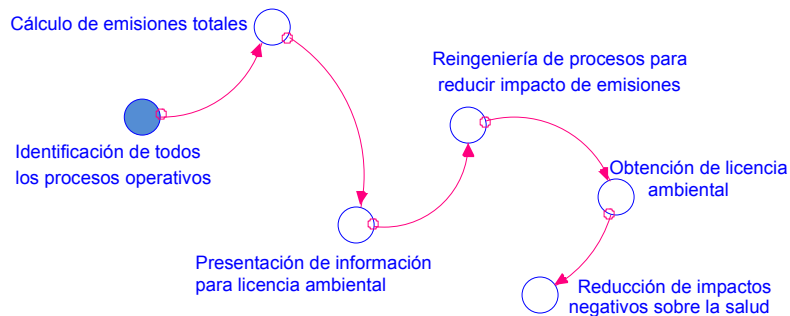 Cálculo de emisiones totales
Identificación de todos
los procesos operativos
Presentación de información
para licencia ambiental
Reingeniería de procesos para
reducir impacto de emisiones
Obtención de licencia
ambiental
Reducción de impactos
negativos sobre la salud